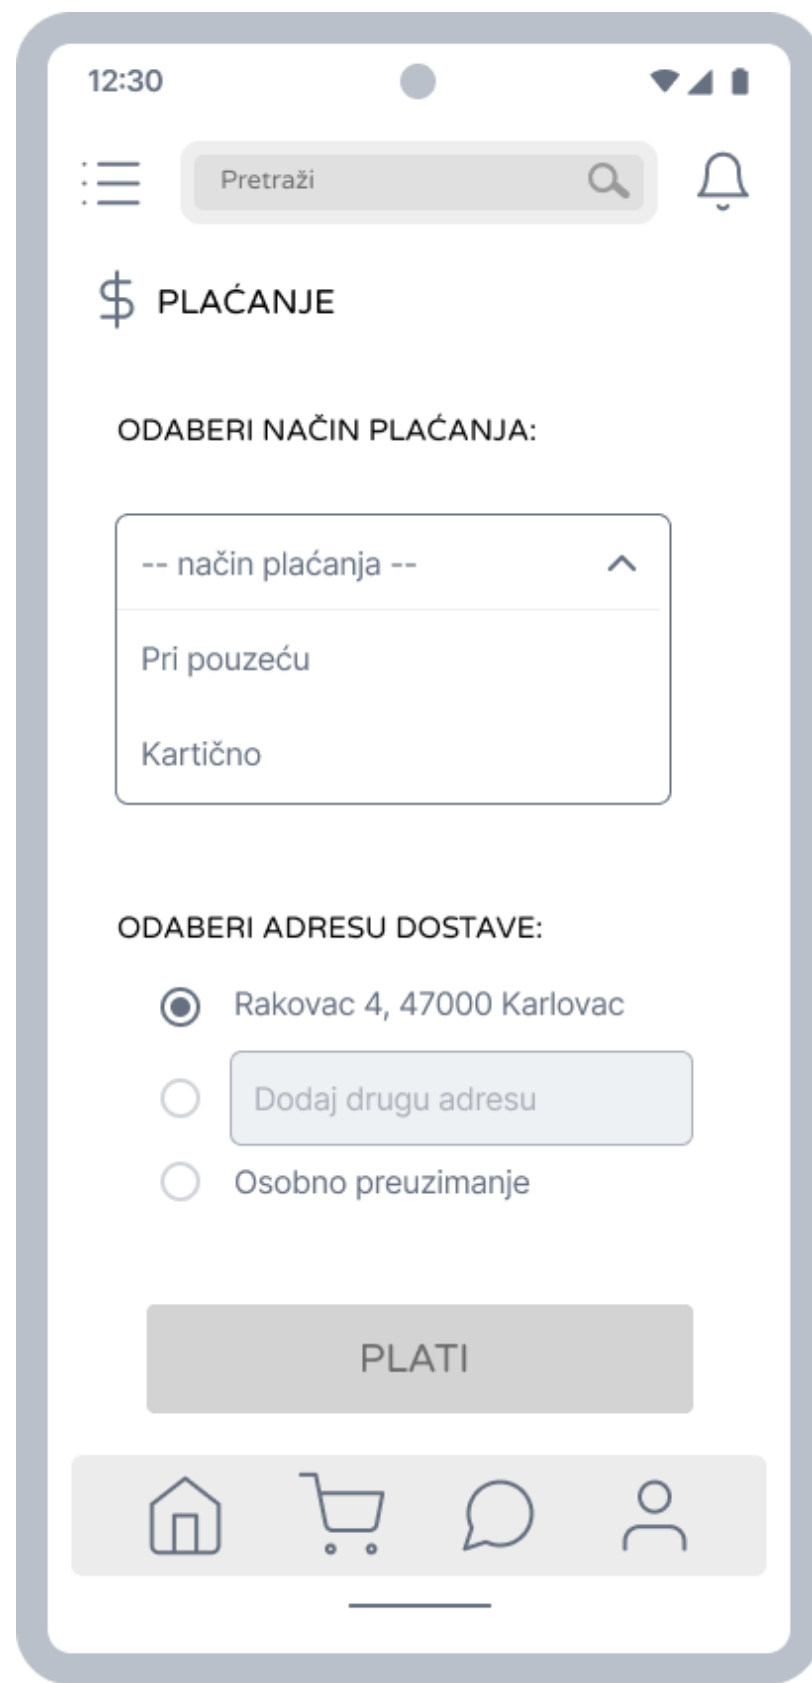 12:30
Pretraži
$ PLAĆANJE
ODABERI NAČIN PLAĆANJA:
-- način plaćanja --
Pri pouzeću
Kartično
ODABERI ADRESU DOSTAVE:
Rakovac 4, 47000 Karlovac
Dodaj drugu adresu
Osobno preuzimanje
PLATI